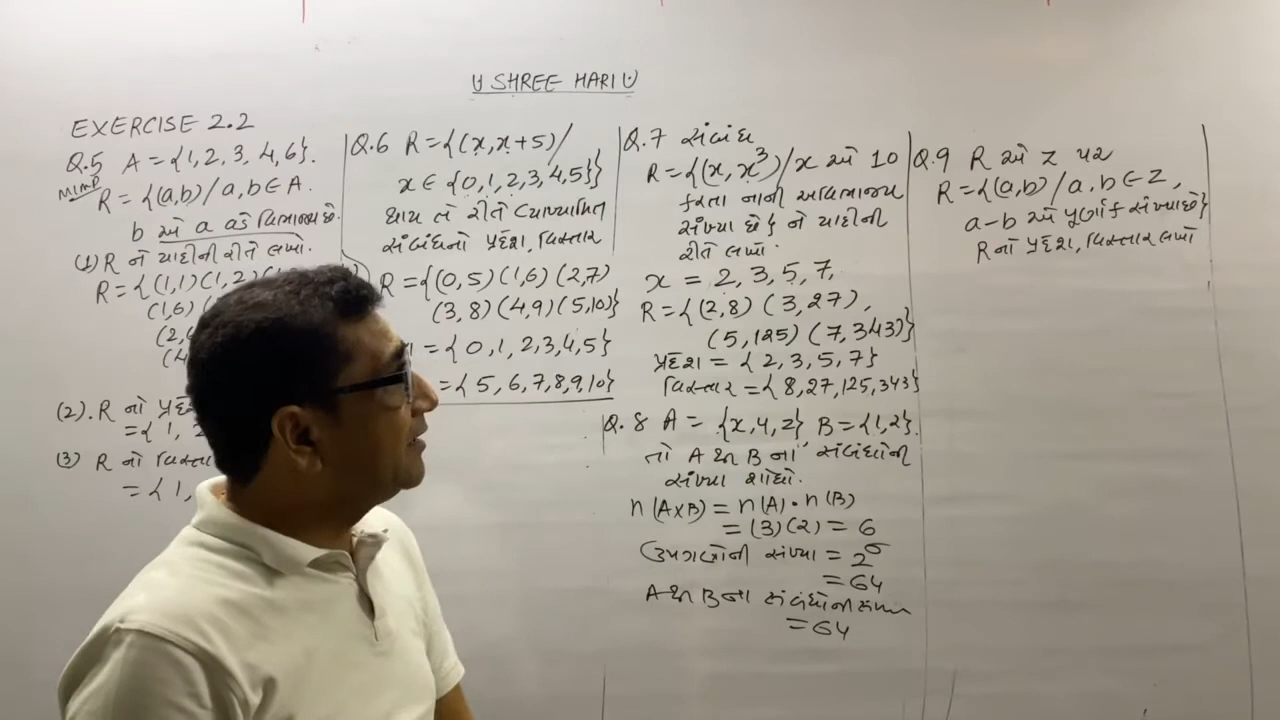 SHREE HARI
EXERCISE 2.2
Q.5 A = {1, 2, 3, 4, 6}.
MIMP
R = {(a,b) / a, b ∈ A.
b એ a વડે વિભાજ્ય છે.
(1) R ને યાદીની રીતે લખો.
R = {(1,1) (1,2)
(1,6)
(2,
(4
(2). R નો
= {1,
(3) R નો
= {1,
Q.6 R = {(x, x+5) /
x ∈ {0, 1, 2, 3, 4, 5}}
થાય તે રીતે વ્યાખ્યાયિત
સંબંધનો પ્રદેશ, વિસ્તાર
R = {(0,5) (1,6) (2,7)
(3,8) (4,9) (5,10)}
= {0, 1, 2, 3, 4, 5}
= {5, 6, 7, 8, 9, 10}
Q.7 સંબંધ
R = {(x, x³) / x એ 10
કરતા નાની અવિભાજ્ય
સંખ્યા છે} ને યાદીની
રીતે લખો.
x = 2, 3, 5, 7,
R = {(2,8) (3,27),
(5,125) (7,343)}
પ્રદેશ = {2, 3, 5, 7}
વિસ્તાર = {8, 27, 125, 343}
Q.8 A = {x, y, z} B = {1,2}.
તો A થી B નાં સંબંધોની
સંખ્યા શોધો.
n(A×B) = n(A) · n(B)
= (3)(2) = 6
ઉપગણોની સંખ્યા = 2⁶
= 64
A થી B ના સંબંધોની
= 64
Q.9 R એ Z પર
R = {(a,b) / a, b ∈ Z,
a-b એ પૂર્ણાંક સંખ્યા છે}
R નો પ્રદેશ, વિસ્તાર લખો